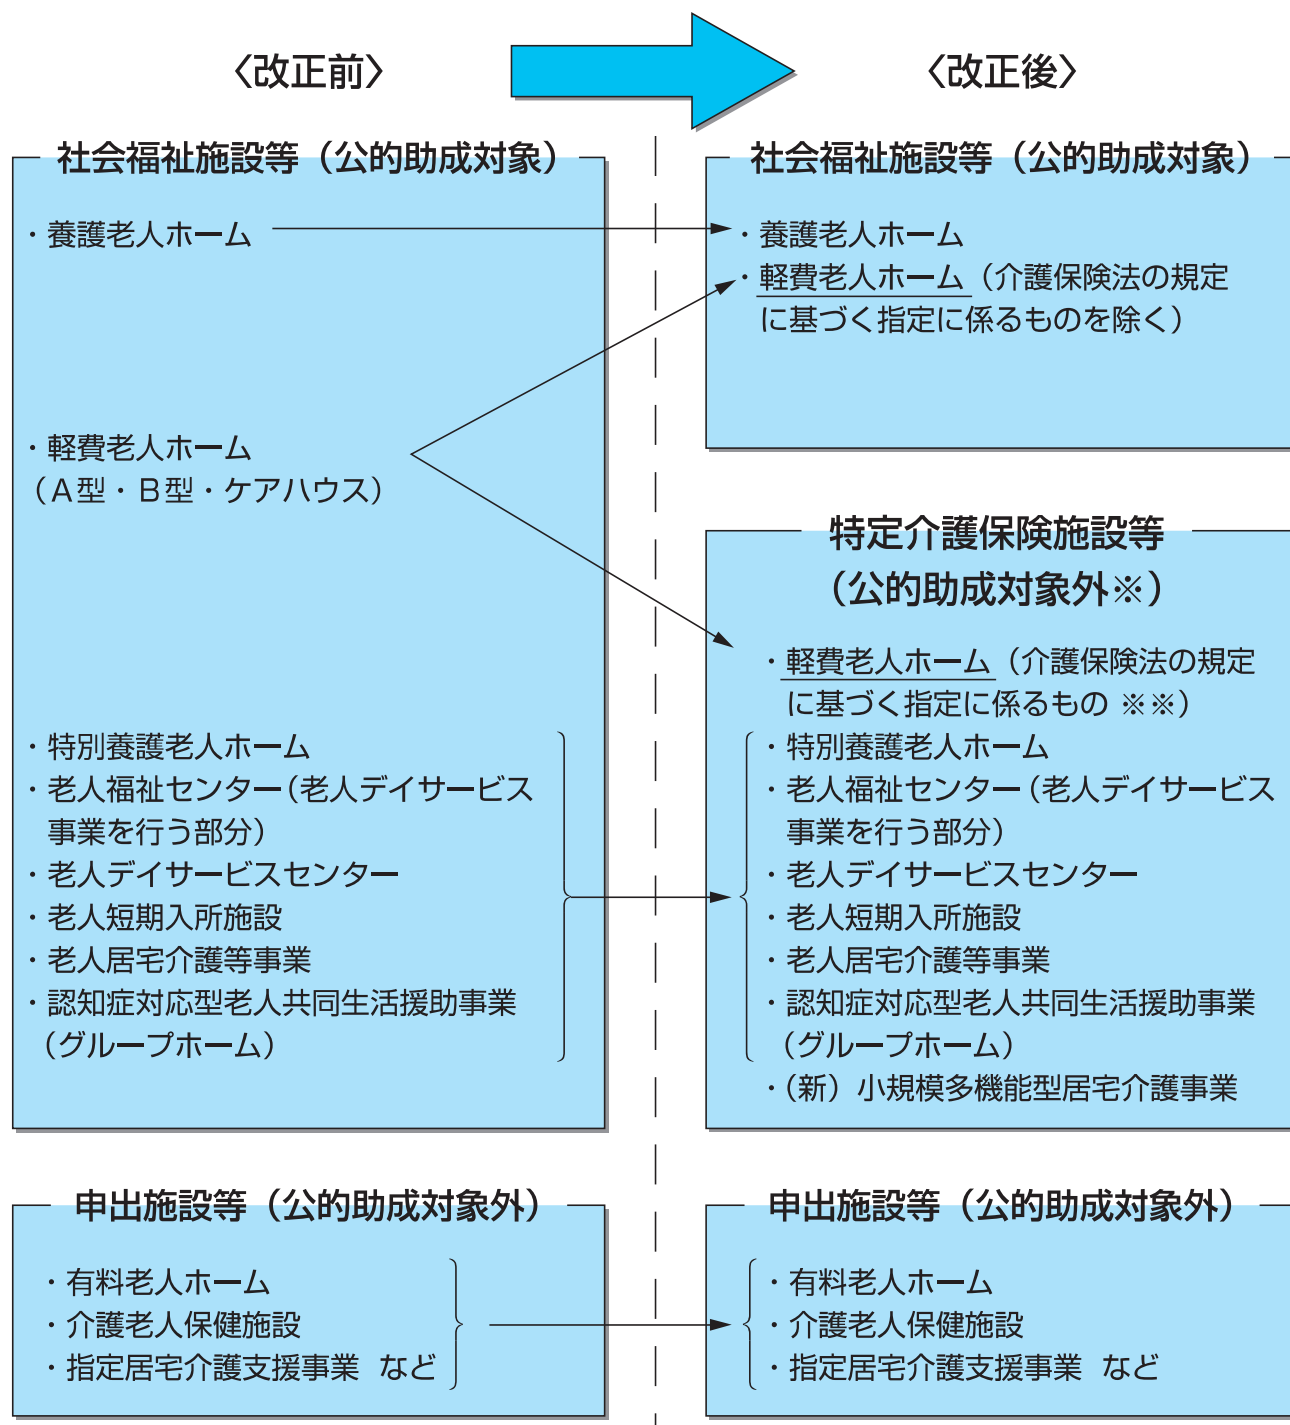 〈改正前〉
〈改正後〉
社会福祉施設等（公的助成対象）
・養護老人ホーム
・軽費老人ホーム
（Ａ型・Ｂ型・ケアハウス）
・特別養護老人ホーム
・老人福祉センター（老人デイサービス
事業を行う部分）
・老人デイサービスセンター
・老人短期入所施設
・老人居宅介護等事業
・認知症対応型老人共同生活援助事業
（グループホーム）
社会福祉施設等（公的助成対象）
・養護老人ホーム
・軽費老人ホーム（介護保険法の規定
に基づく指定に係るものを除く）
特定介護保険施設等
（公的助成対象外※）
・軽費老人ホーム（介護保険法の規定
に基づく指定に係るもの ※※）
・特別養護老人ホーム
・老人福祉センター（老人デイサービス
事業を行う部分）
・老人デイサービスセンター
・老人短期入所施設
・老人居宅介護等事業
・認知症対応型老人共同生活援助事業
（グループホーム）
・（新）小規模多機能型居宅介護事業
申出施設等（公的助成対象外）
・有料老人ホーム
・介護老人保健施設
・指定居宅介護支援事業 など
申出施設等（公的助成対象外）
・有料老人ホーム
・介護老人保健施設
・指定居宅介護支援事業 など